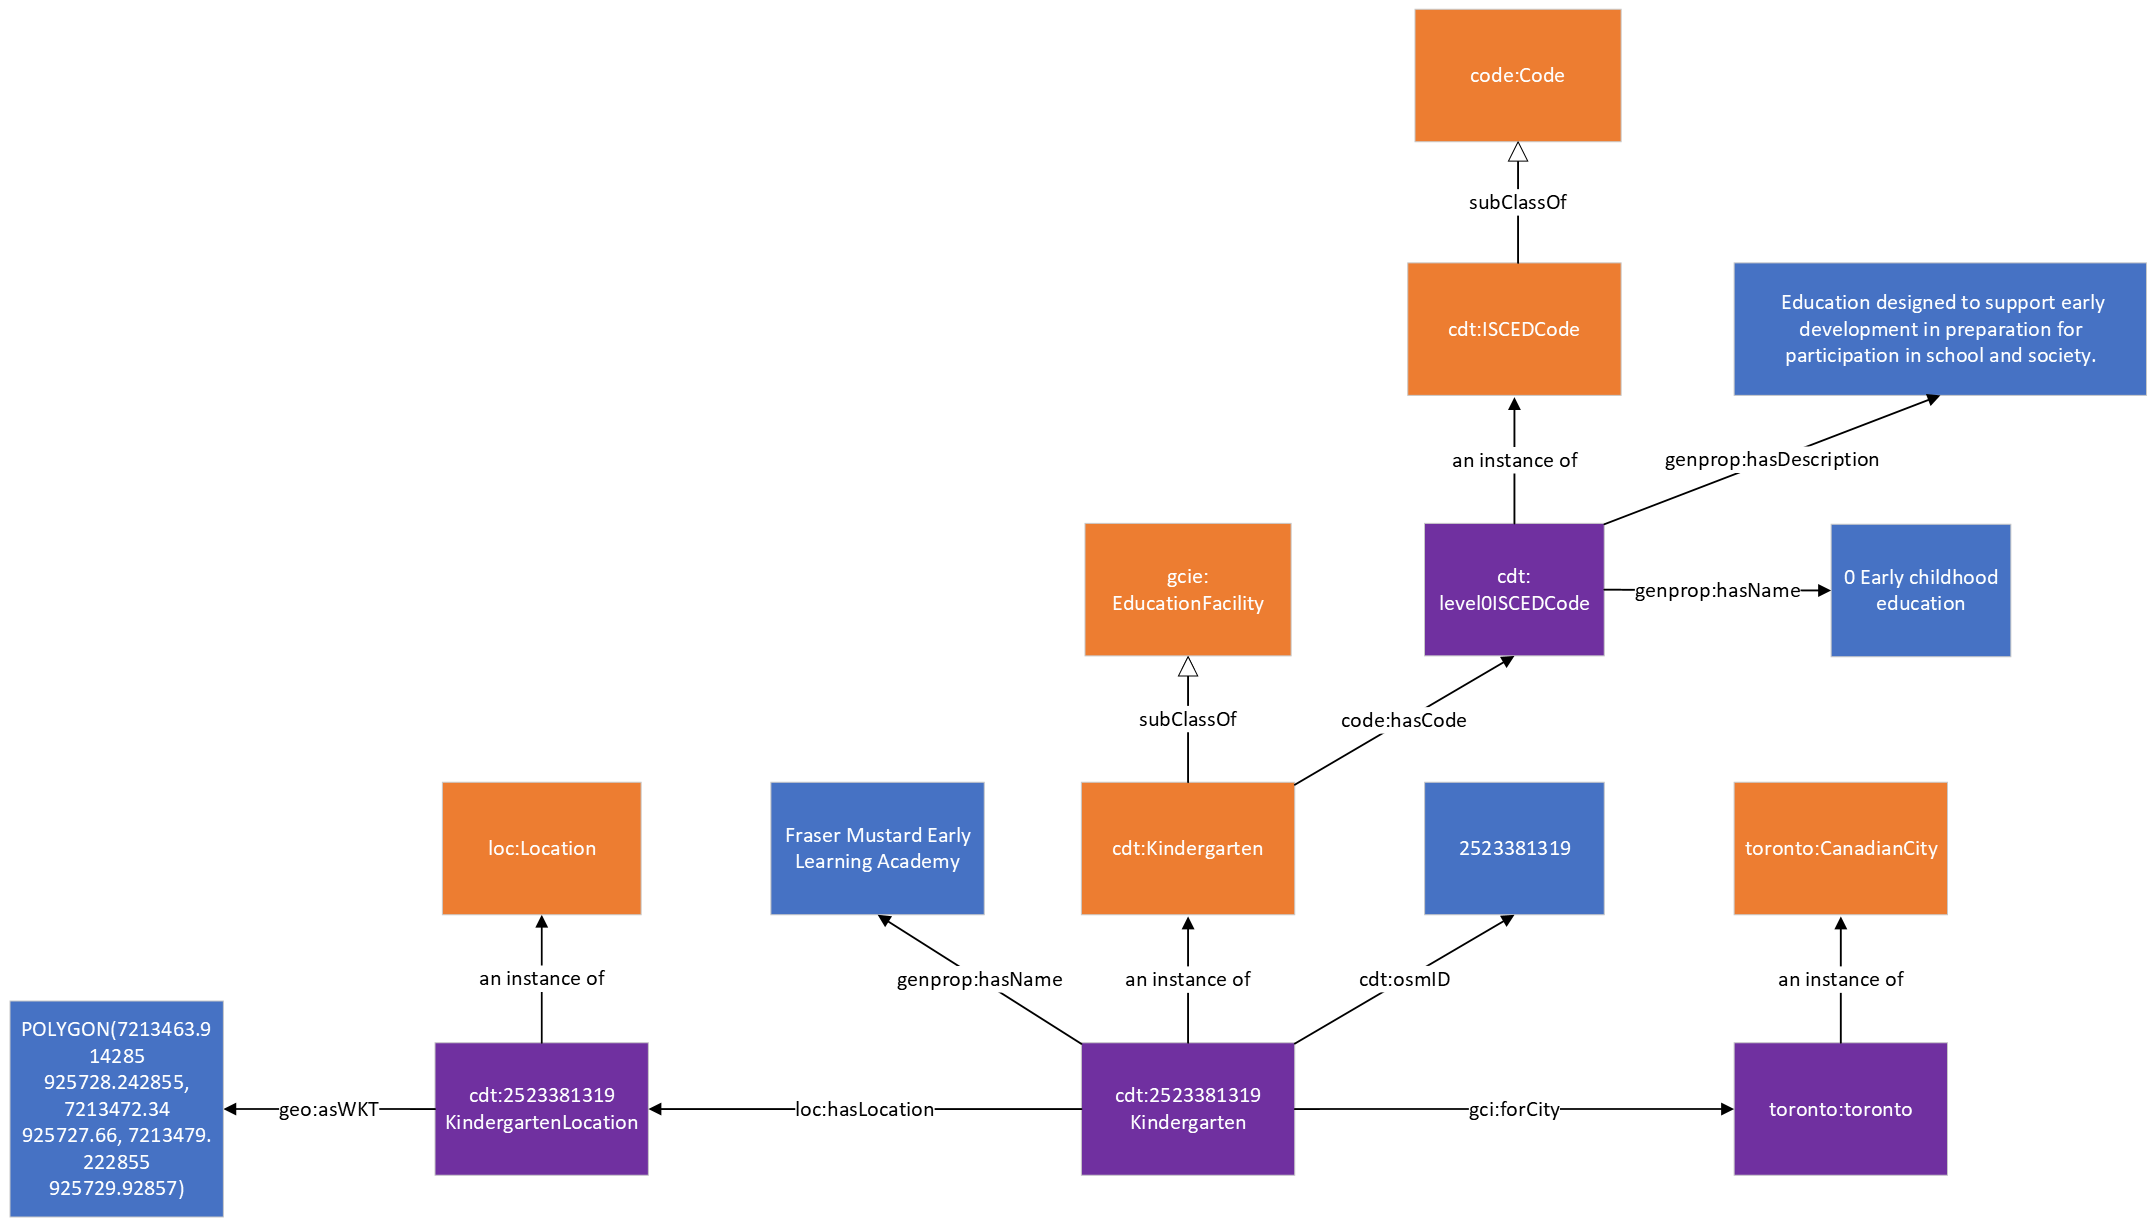 code:Code
subClassOf
cdt:ISCEDCode
Education designed to support early
development in preparation for
participation in school and society.
an instance of
genprop:hasDescription
gcie:
EducationFacility
cdt:
level0ISCEDCode
genprop:hasName
0 Early childhood
education
subClassOf
code:hasCode
loc:Location
Fraser Mustard Early
Learning Academy
cdt:Kindergarten
2523381319
toronto:CanadianCity
an instance of
genprop:hasName
an instance of
cdt:osmID
an instance of
POLYGON(7213463.9
14285
925728.242855,
7213472.34
925727.66, 7213479.
222855
925729.92857)
geo:asWKT
cdt:2523381319
KindergartenLocation
loc:hasLocation
cdt:2523381319
Kindergarten
gci:forCity
toronto:toronto